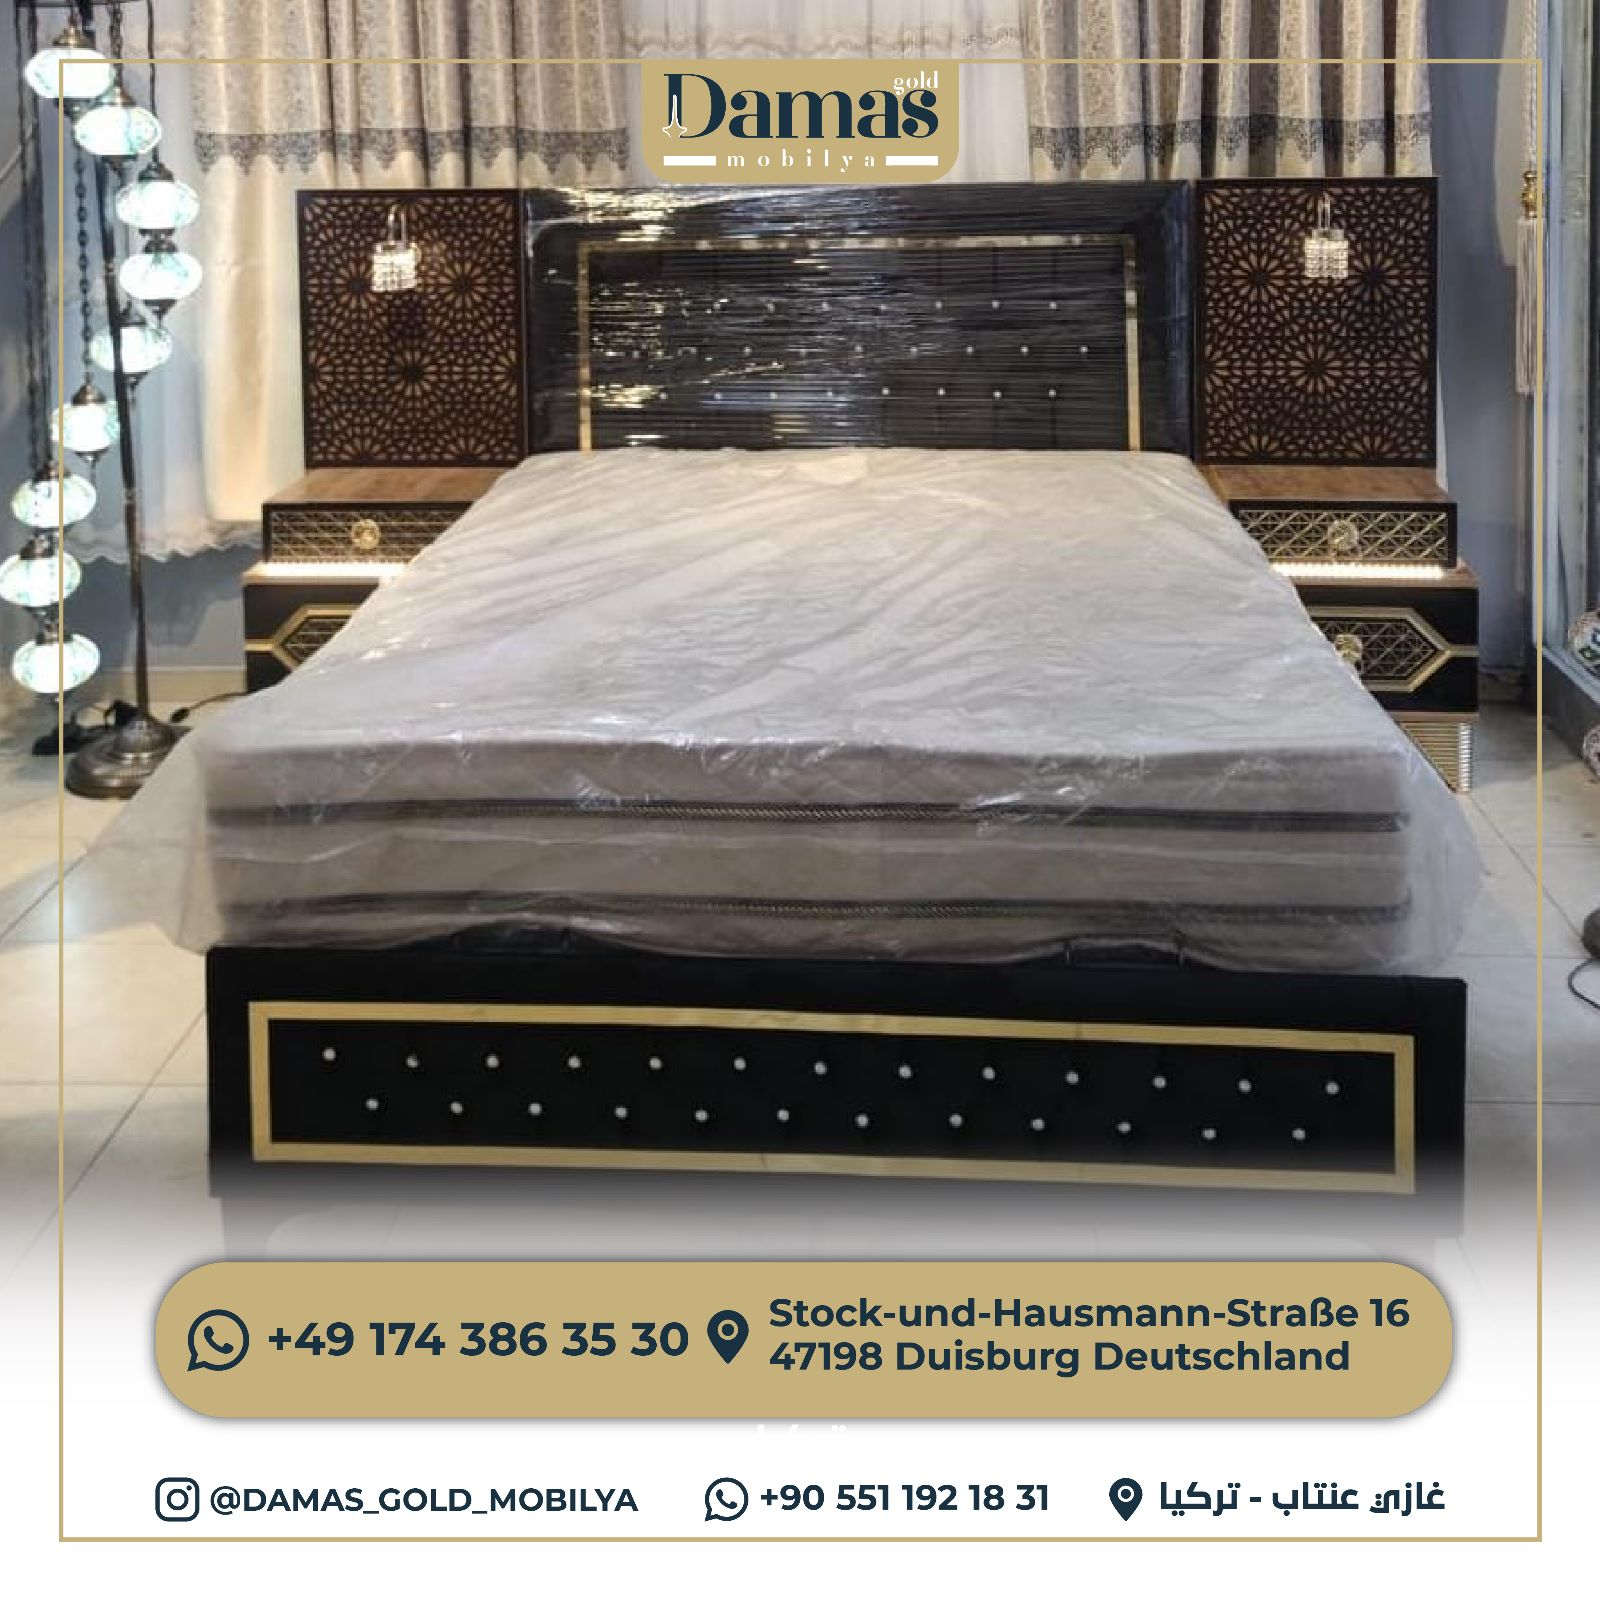 Damas gold
mobilya
+49 174 386 35 30
Stock-und-Hausmann-Straße 16
47198 Duisburg Deutschland
@DAMAS_GOLD_MOBILYA
+90 551 192 18 31
غازي عنتاب - تركيا